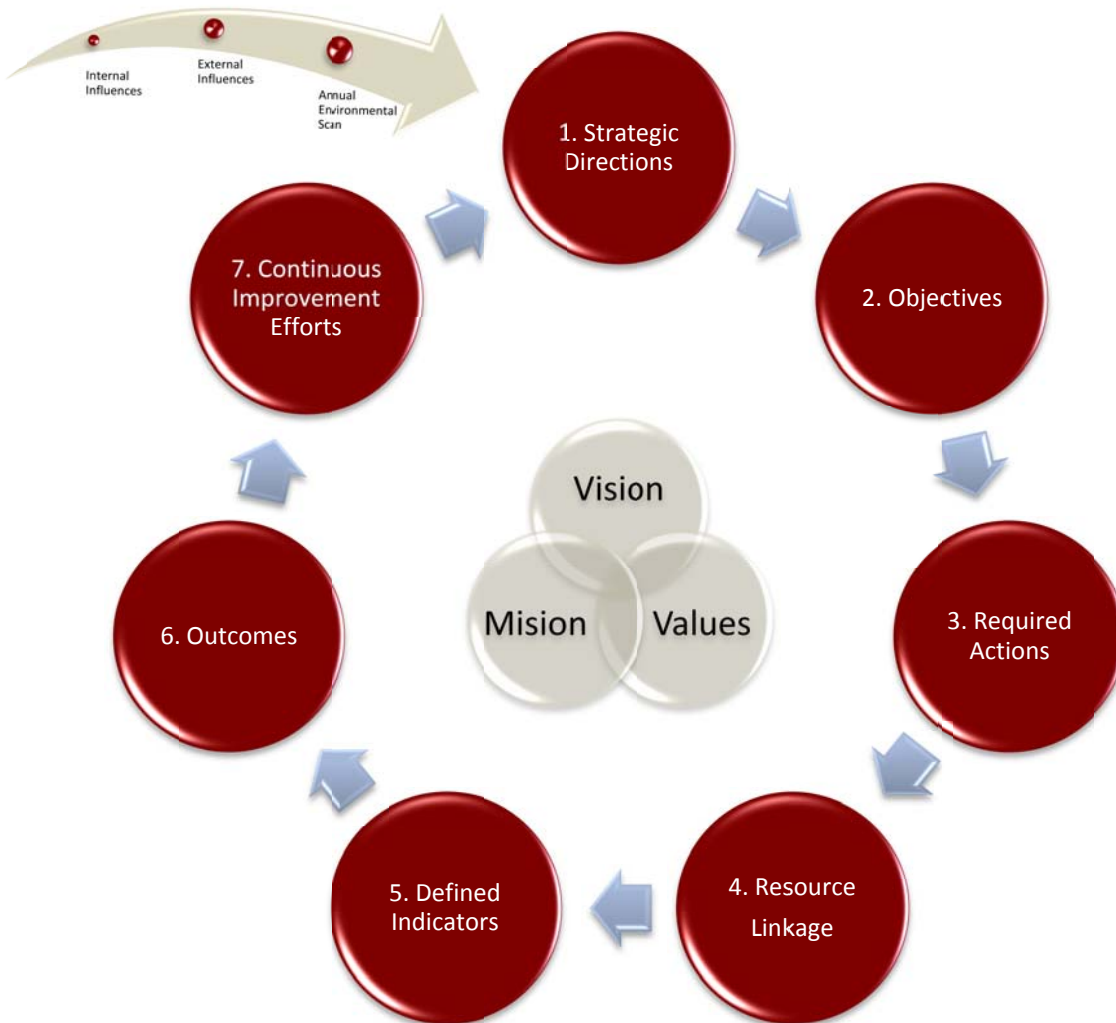 Internal
Influences
External
Influences
Annual
Environmental
Scan
1. Strategic
Directions
2. Objectives
3. Required
Actions
4. Resource
Linkage
5. Defined
Indicators
6. Outcomes
7. Continuous
Improvement
Efforts
Vision
Mision
Values